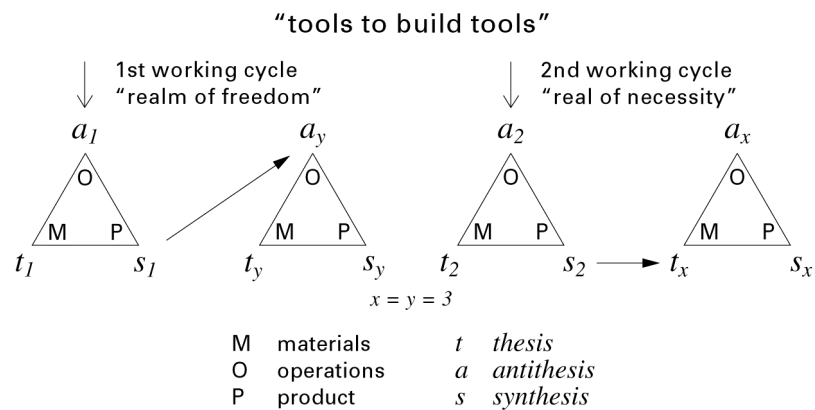 “tools to build tools”
1st working cycle
“realm of freedom”
2nd working cycle
“real of necessity”
a1 ay a2 ax
O O O O
M P M P M P M P
t1 s1 ty sy t2 s2 tx sx
x = y = 3
M materials t thesis
O operations a antithesis
P product s synthesis